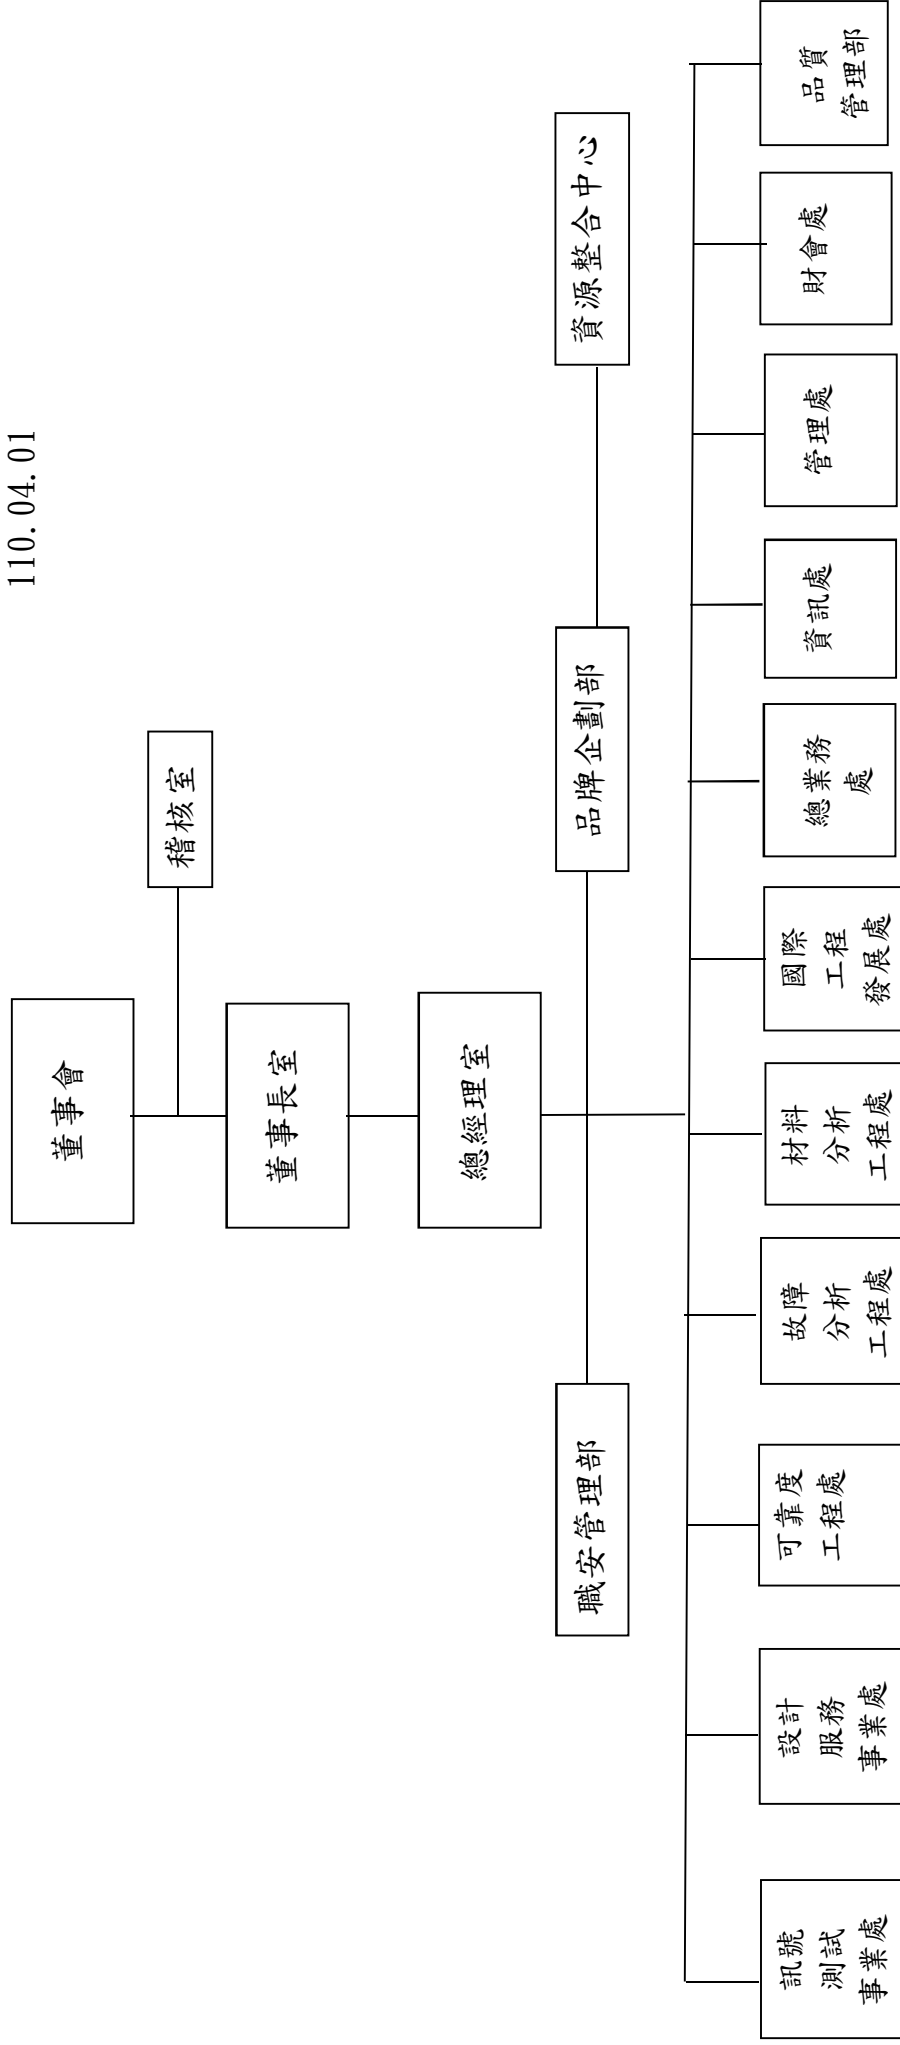 110.04.01
董事會
稽核室
董事長室
總經理室
職安管理部
品牌企劃部
資源整合中心
訊號
測試
事業處
設計
服務
事業處
可靠度
工程處
故障
分析
工程處
材料
分析
工程處
國際
工程
發展處
總業務
處
資訊處
管理處
財會處
品質
管理部